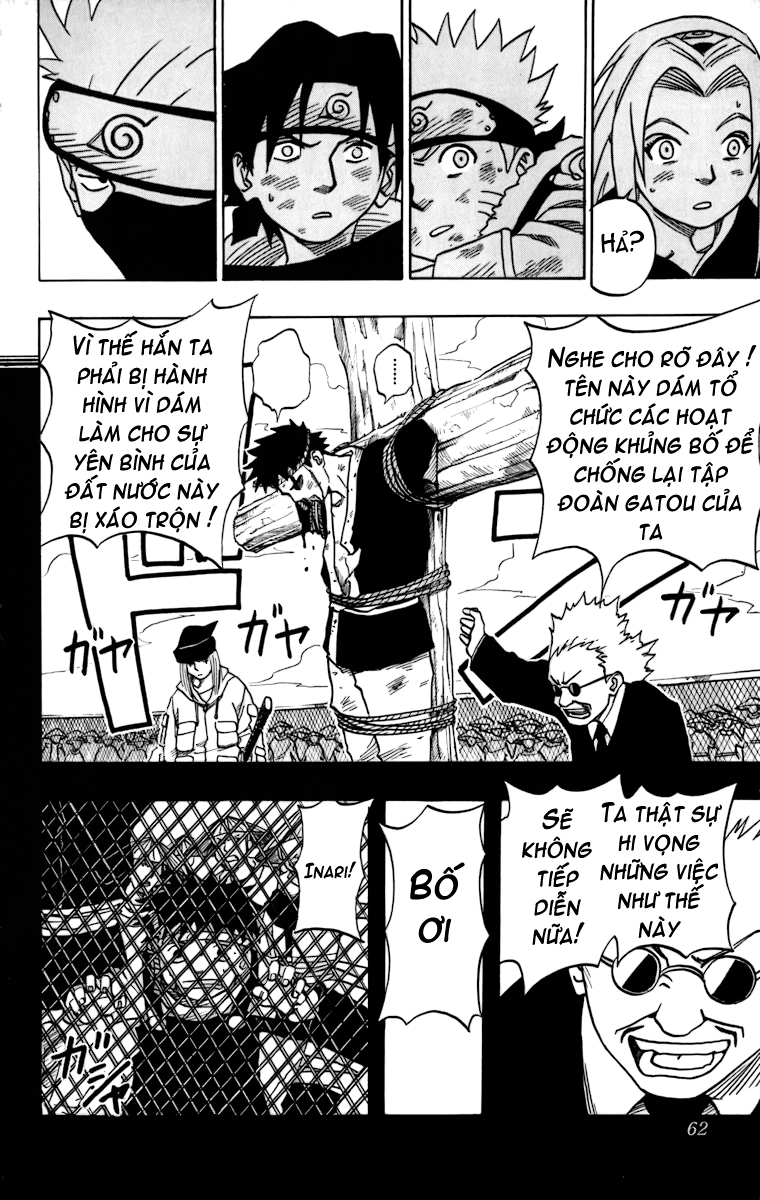 HẢ?
NGHE CHO RÕ ĐÂY !
TÊN NÀY DÁM TỔ
CHỨC CÁC HOẠT
ĐỘNG KHỦNG BỐ ĐỂ
CHỐNG LẠI TẬP
ĐOÀN GATOU CỦA
TA
.......
VÌ THẾ HẮN TA
PHẢI BỊ HÀNH
HÌNH VÌ DÁM
LÀM CHO SỰ
YÊN BÌNH CỦA
ĐẤT NƯỚC NÀY
BỊ XÁO TRỘN !
ガヤ
ガヤ
ガヤ
TA THẬT SỰ
HI VỌNG
NHỮNG VIỆC
NHƯ THẾ
NÀY
SẼ
KHÔNG
TIẾP
DIỄN
NỮA!
BỐ
ƠI
INARI!
ガシャ
62